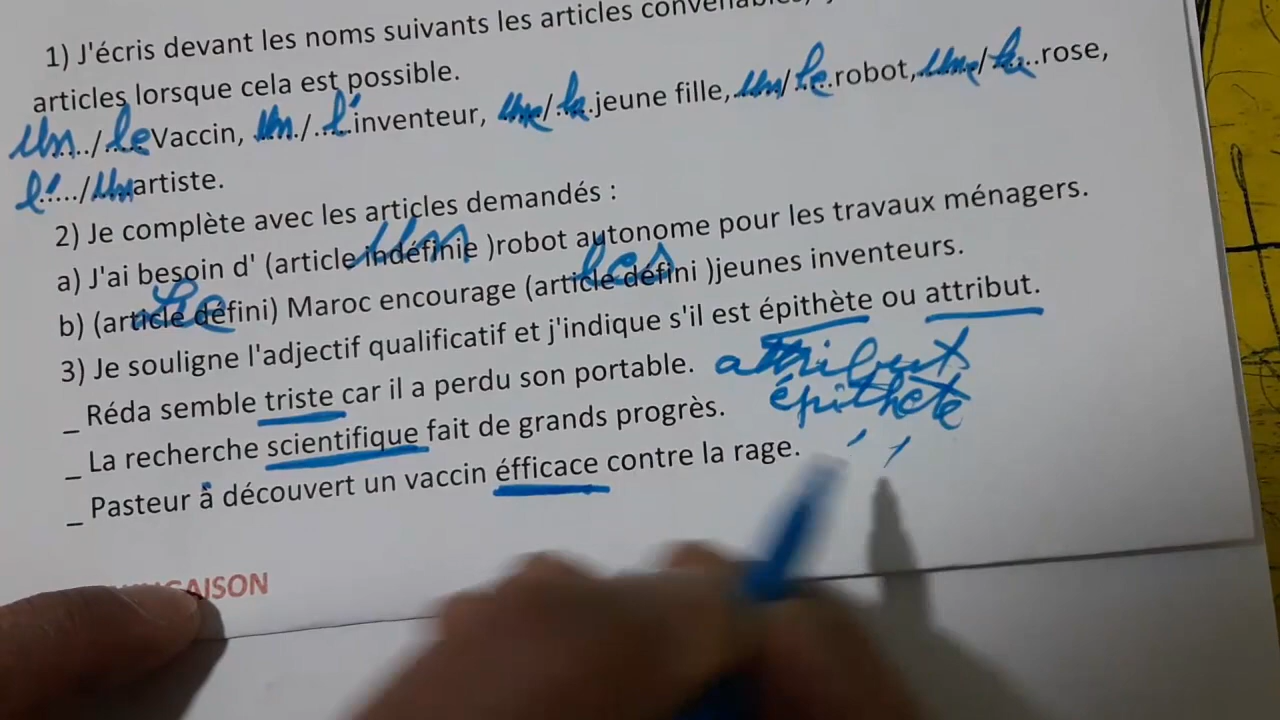 1) J'écris devant les noms suivants les articles convenables,
articles lorsque cela est possible.
un...../le Vaccin, un...../.....l'inventeur, une/.....la jeune fille, un/.....le robot, une/.....la rose,
l'...../un artiste.
2) Je complète avec les articles demandés :
a) J'ai besoin d' (article indéfinie )robot autonome pour les travaux ménagers. un
b) (article défini) Maroc encourage (article défini )jeunes inventeurs. Le les
3) Je souligne l'adjectif qualificatif et j'indique s'il est épithète ou attribut.
_ Réda semble triste car il a perdu son portable. attribut
_ La recherche scientifique fait de grands progrès. épithète
_ Pasteur à découvert un vaccin éfficace contre la rage. ′ ′
AISON